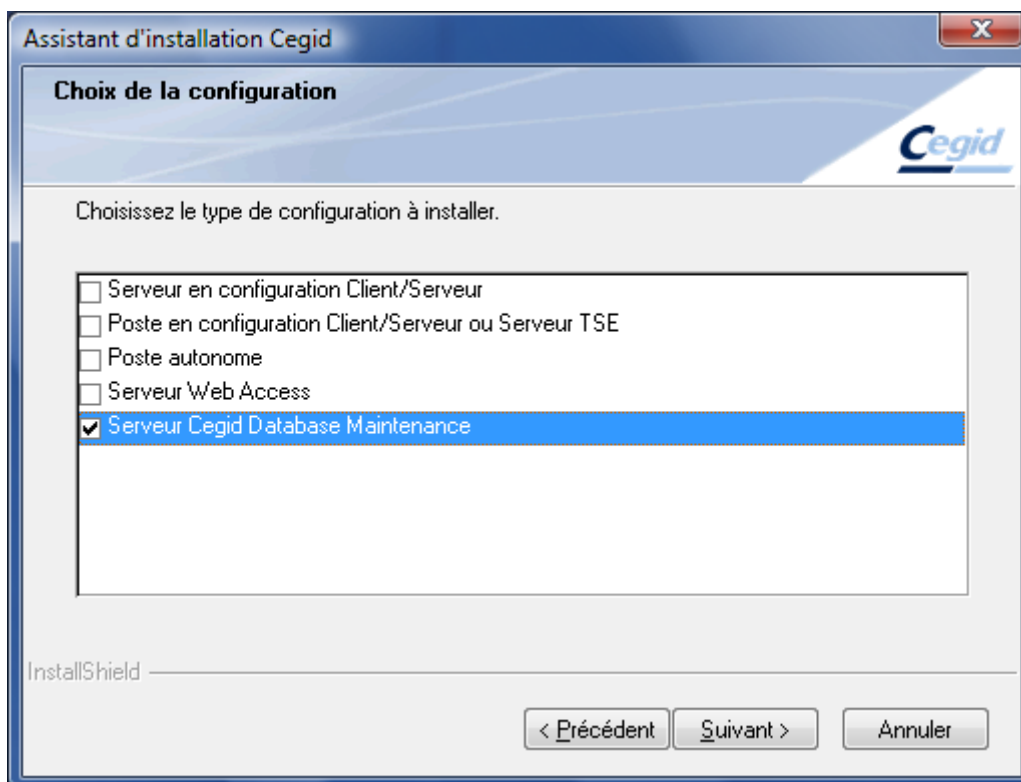 Assistant d'installation Cegid
Choix de la configuration
Cegid
Choisissez le type de configuration à installer.
Serveur en configuration Client/Serveur
Poste en configuration Client/Serveur ou Serveur TSE
Poste autonome
Serveur Web Access
Serveur Cegid Database Maintenance
InstallShield
< Précédent
Suivant >
Annuler